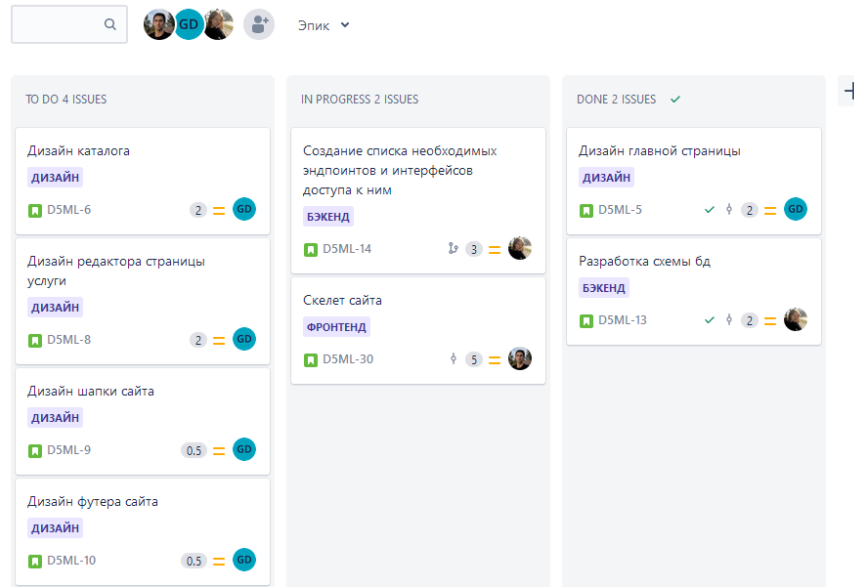 GD
Эпик
TO DO 4 ISSUES
Дизайн каталога
ДИЗАЙН
D5ML-6 2 GD
Дизайн редактора страницы
услуги
ДИЗАЙН
D5ML-8 2 GD
Дизайн шапки сайта
ДИЗАЙН
D5ML-9 0.5 GD
Дизайн футера сайта
ДИЗАЙН
D5ML-10 0.5 GD
IN PROGRESS 2 ISSUES
Создание списка необходимых
эндпоинтов и интерфейсов
доступа к ним
БЭКЕНД
D5ML-14 3
Скелет сайта
ФРОНТЕНД
D5ML-30 5
DONE 2 ISSUES
Дизайн главной страницы
ДИЗАЙН
D5ML-5 2 GD
Разработка схемы бд
БЭКЕНД
D5ML-13 2